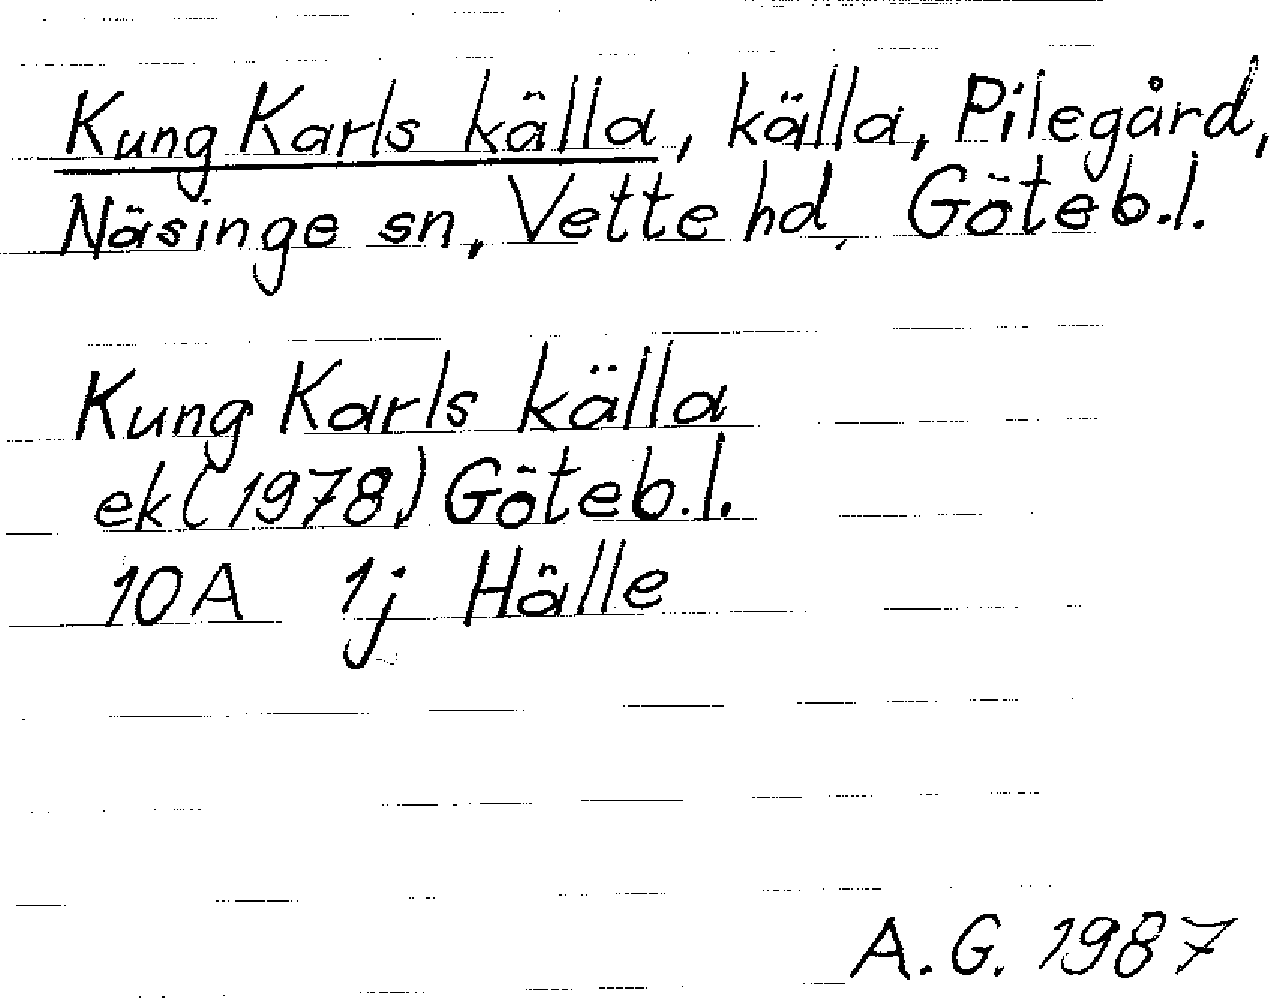 Kung Karls källa, källa, Pilegård,
Näsinge sn, Vette hd, Göteb.l.
Kung Karls källa
ek (1978) Göteb.l.
10A 1j Hälle
A.G. 1987